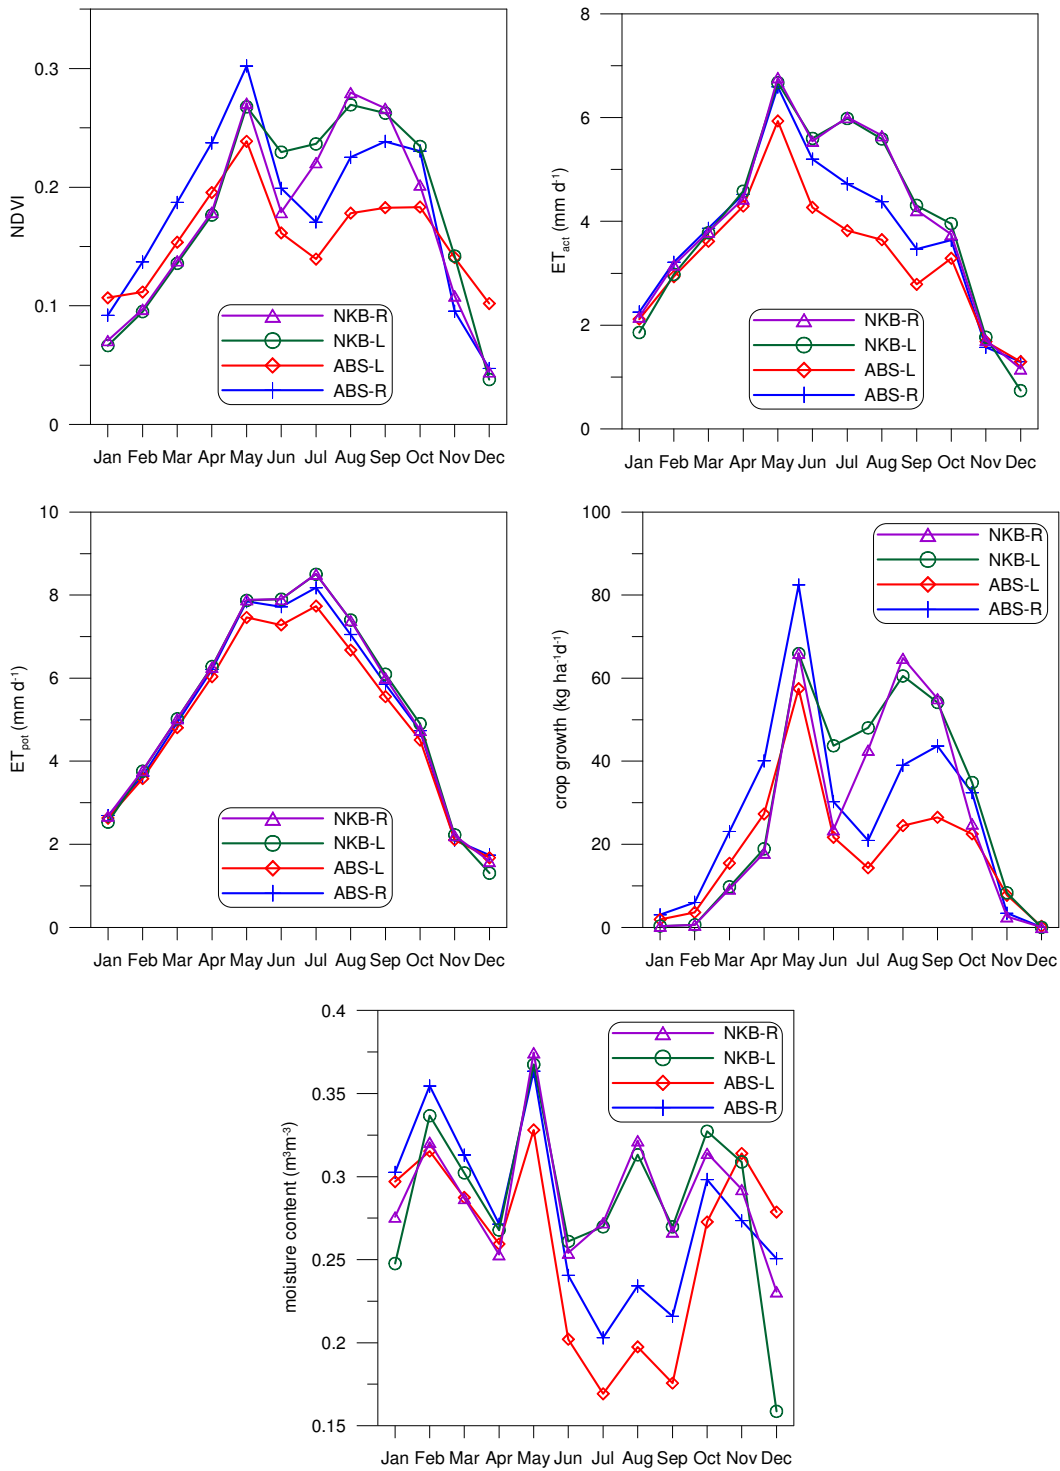 NDVI
0.3
0.2
0.1
0
NKB-R
NKB-L
ABS-L
ABS-R
Jan Feb Mar Apr May Jun Jul Aug Sep Oct Nov Dec
ETact (mm d-1)
8
6
4
2
0
NKB-R
NKB-L
ABS-L
ABS-R
Jan Feb Mar Apr May Jun Jul Aug Sep Oct Nov Dec
ETpot (mm d-1)
10
8
6
4
2
0
NKB-R
NKB-L
ABS-L
ABS-R
Jan Feb Mar Apr May Jun Jul Aug Sep Oct Nov Dec
crop growth (kg ha-1d-1)
100
80
60
40
20
0
NKB-R
NKB-L
ABS-L
ABS-R
Jan Feb Mar Apr May Jun Jul Aug Sep Oct Nov Dec
moisture content (m3m-3)
0.4
0.35
0.3
0.25
0.2
0.15
NKB-R
NKB-L
ABS-L
ABS-R
Jan Feb Mar Apr May Jun Jul Aug Sep Oct Nov Dec